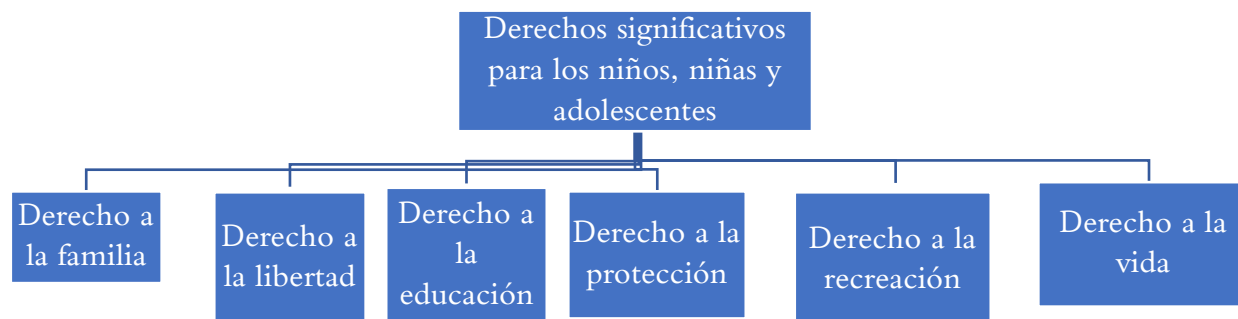 Derechos significativos
para los niños, niñas y
adolescentes
Derecho a
la familia
Derecho a
la libertad
Derecho a
la
educación
Derecho a la
protección
Derecho a la
recreación
Derecho a la
vida